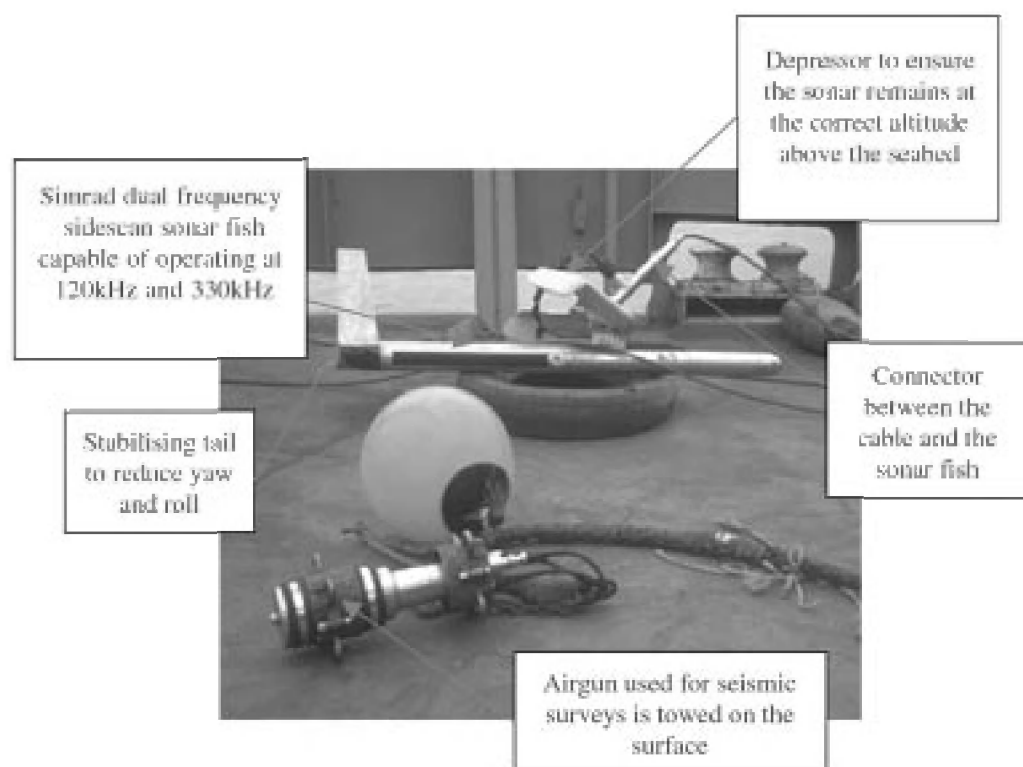 Depressor to ensure
the sonar remains at
the correct altitude
above the seabed
Simrad dual frequency
sidescan sonar fish
capable of operating at
120kHz and 330kHz
Connector
between the
cable and the
sonar fish
Stabilising tail
to reduce yaw
and roll
Airgun used for seismic
surveys is towed on the
surface